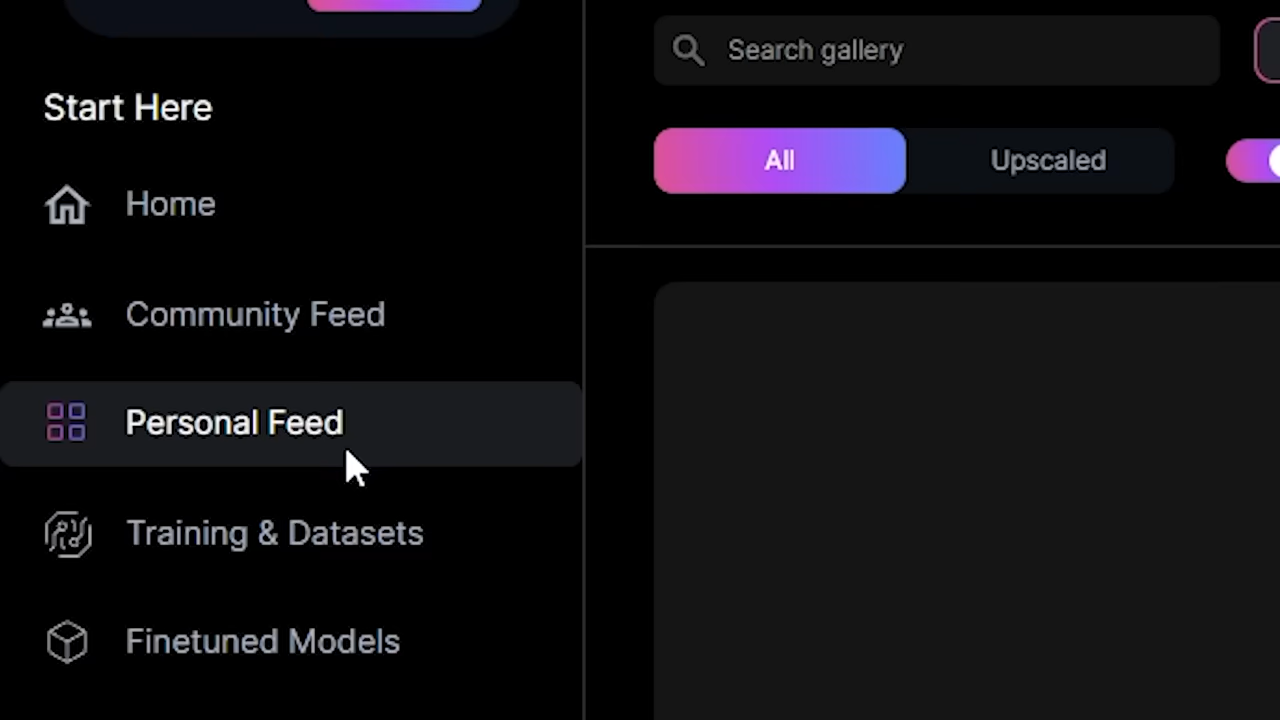 Start Here
Home
Community Feed
Personal Feed
Training & Datasets
Finetuned Models
Search gallery
All
Upscaled